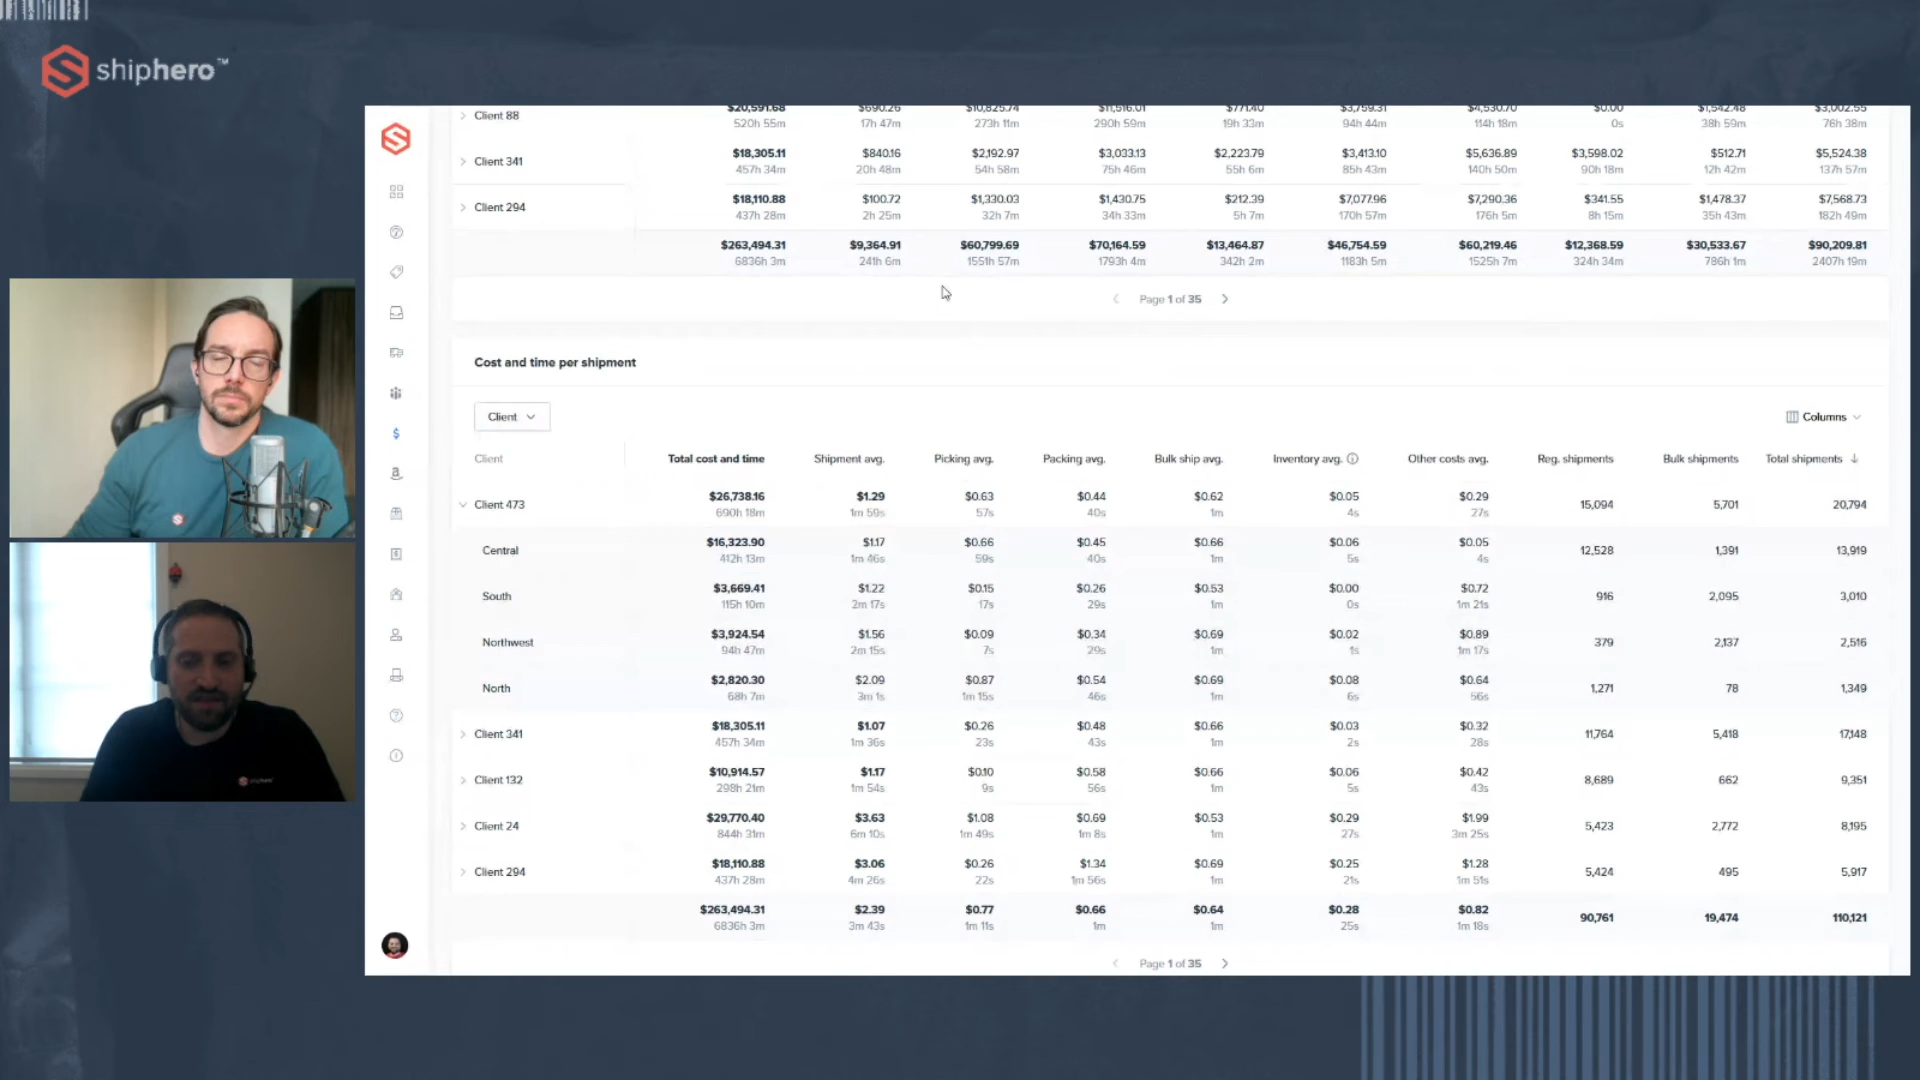 shiphero™
Client 88 $20,591.68 $690.26 $10,825.74 $11,516.01 $771.40 $3,759.31 $4,530.70 $0.00 $1,542.48 $3,002.55
520h 55m 17h 47m 273h 11m 290h 59m 19h 33m 94h 44m 114h 18m 0s 38h 59m 76h 38m
Client 341 $18,305.11 $840.16 $2,192.97 $3,033.13 $2,223.79 $3,413.10 $5,636.89 $3,598.02 $512.71 $5,524.38
457h 34m 20h 48m 54h 58m 75h 46m 55h 6m 85h 43m 140h 50m 90h 18m 12h 42m 137h 57m
Client 294 $18,110.88 $100.72 $1,330.03 $1,430.75 $212.39 $7,077.96 $7,290.36 $341.55 $1,478.37 $7,568.73
437h 28m 2h 25m 32h 7m 34h 33m 5h 7m 170h 57m 176h 5m 8h 15m 35h 43m 182h 49m
$263,494.31 $9,364.91 $60,799.69 $70,164.59 $13,464.87 $46,754.59 $60,219.46 $12,368.59 $30,533.67 $90,209.81
6836h 3m 241h 6m 1551h 57m 1793h 4m 342h 2m 1183h 5m 1525h 7m 324h 34m 786h 1m 2407h 19m
Page 1 of 35
Cost and time per shipment
Client Columns
Client Total cost and time Shipment avg. Picking avg. Packing avg. Bulk ship avg. Inventory avg. Other costs avg. Reg. shipments Bulk shipments Total shipments
Client 473 $26,738.16 $1.29 $0.63 $0.44 $0.62 $0.05 $0.29 15,094 5,701 20,794
690h 18m 1m 59s 57s 40s 1m 4s 27s
Central $16,323.90 $1.17 $0.66 $0.45 $0.66 $0.06 $0.05 12,528 1,391 13,919
412h 13m 1m 46s 59s 40s 1m 5s 4s
South $3,669.41 $1.22 $0.15 $0.26 $0.53 $0.00 $0.72 916 2,095 3,010
115h 10m 2m 17s 17s 29s 1m 0s 1m 21s
Northwest $3,924.54 $1.56 $0.09 $0.34 $0.69 $0.02 $0.89 379 2,137 2,516
94h 47m 2m 15s 7s 29s 1m 1s 1m 17s
North $2,820.30 $2.09 $0.87 $0.54 $0.69 $0.08 $0.64 1,271 78 1,349
68h 7m 3m 1s 1m 15s 46s 1m 6s 56s
Client 341 $18,305.11 $1.07 $0.26 $0.48 $0.66 $0.03 $0.32 11,764 5,418 17,148
457h 34m 1m 36s 23s 43s 1m 2s 28s
Client 132 $10,914.57 $1.17 $0.10 $0.58 $0.66 $0.06 $0.42 8,689 662 9,351
298h 21m 1m 54s 9s 56s 1m 5s 43s
Client 24 $29,770.40 $3.63 $1.08 $0.69 $0.53 $0.29 $1.99 5,423 2,772 8,195
844h 31m 6m 10s 1m 49s 1m 8s 1m 27s 3m 25s
Client 294 $18,110.88 $3.06 $0.26 $1.34 $0.69 $0.25 $1.28 5,424 495 5,917
437h 28m 4m 26s 22s 1m 56s 1m 21s 1m 51s
$263,494.31 $2.39 $0.77 $0.66 $0.64 $0.28 $0.82 90,761 19,474 110,121
6836h 3m 3m 43s 1m 11s 1m 1m 25s 1m 18s
Page 1 of 35
shiphero